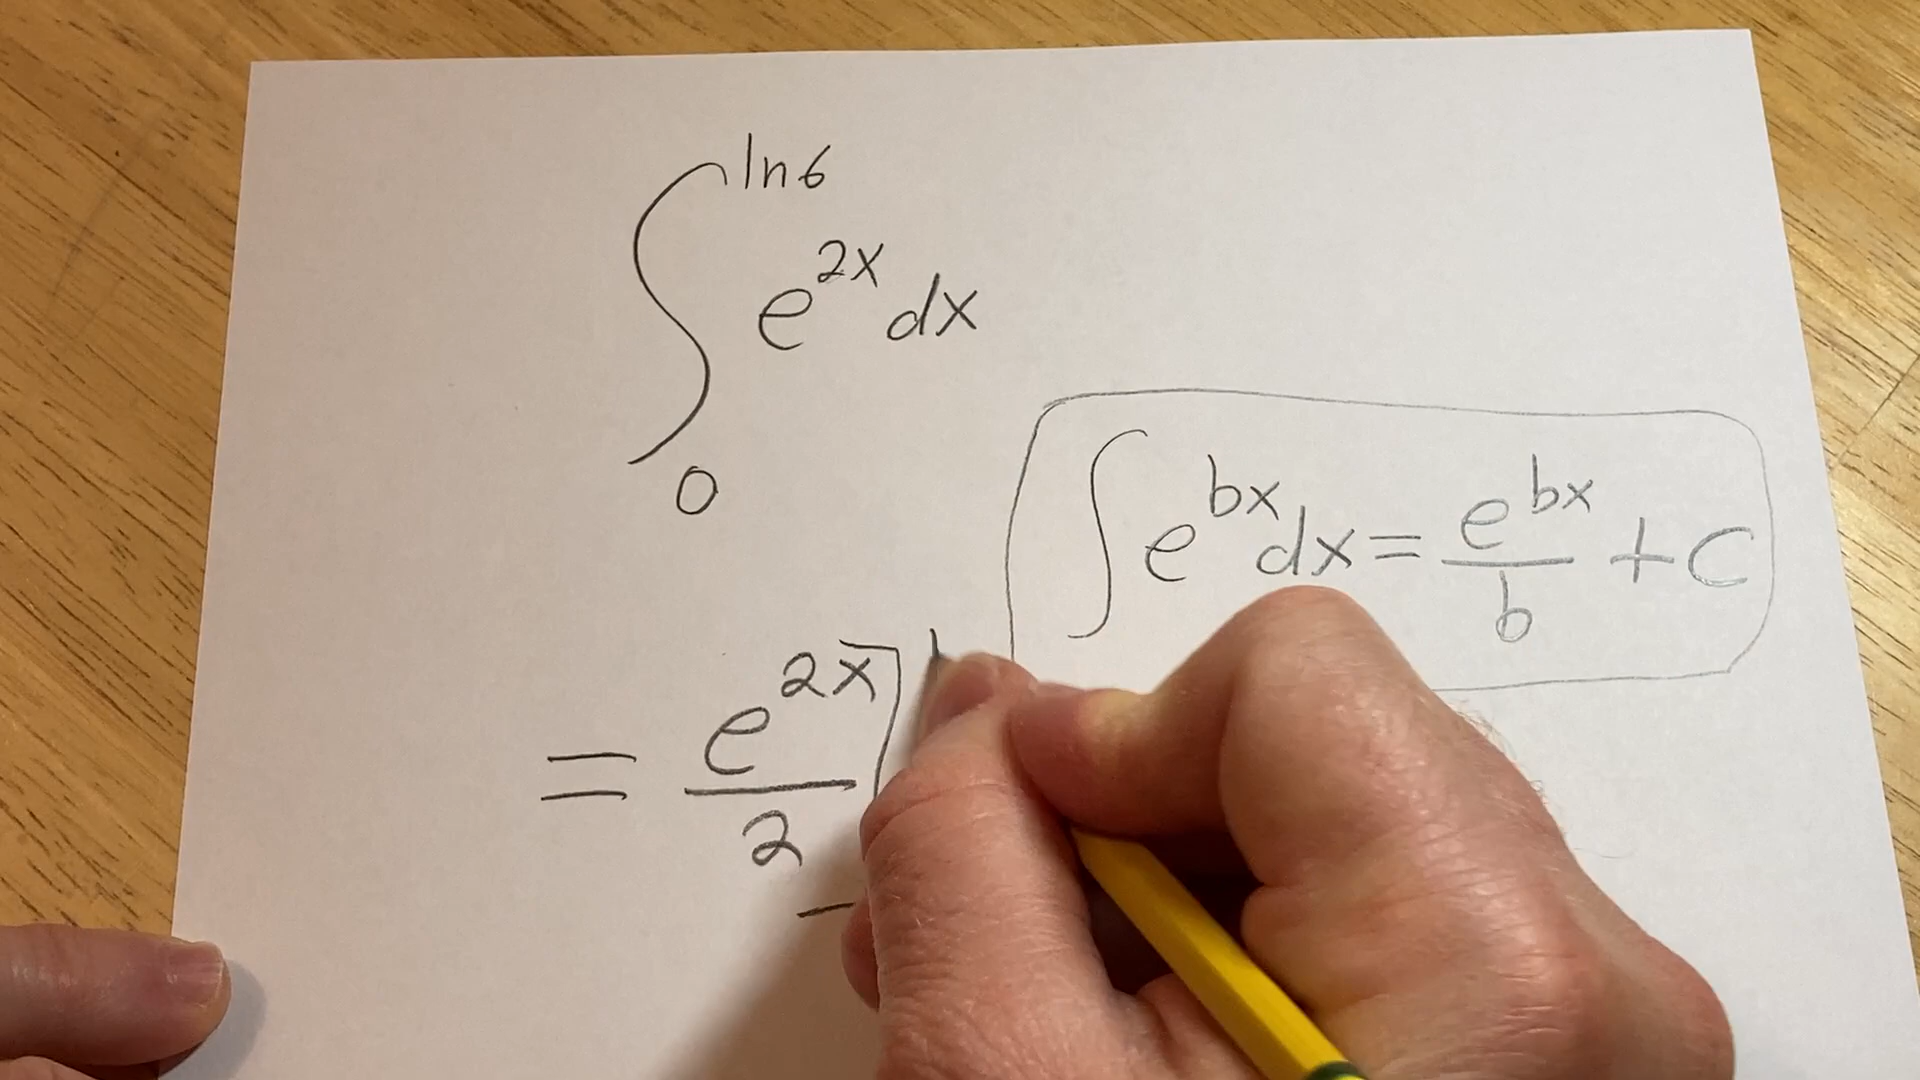 ∫₀^{ln6} e^{2x} dx
∫ e^{bx} dx = e^{bx}/b + C
= e^{2x}/2 ]